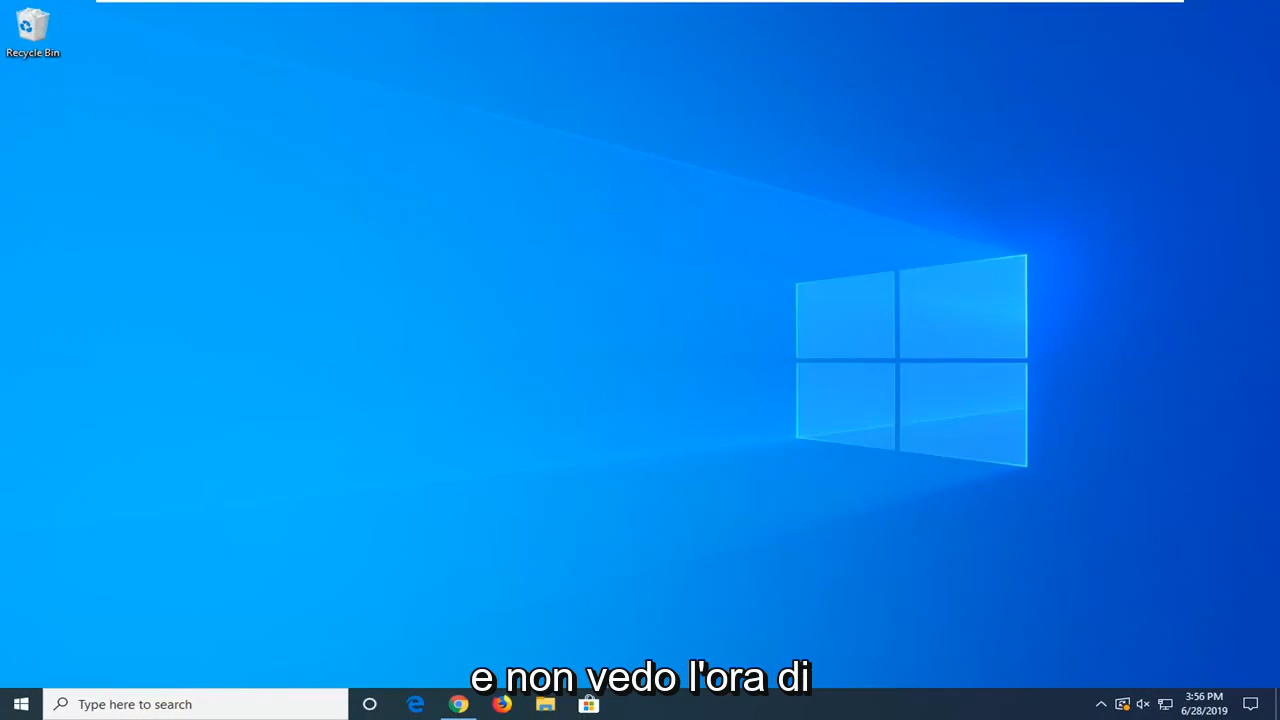 Recycle Bin
e non vedo l'ora di
Type here to search
3:56 PM
6/28/2019